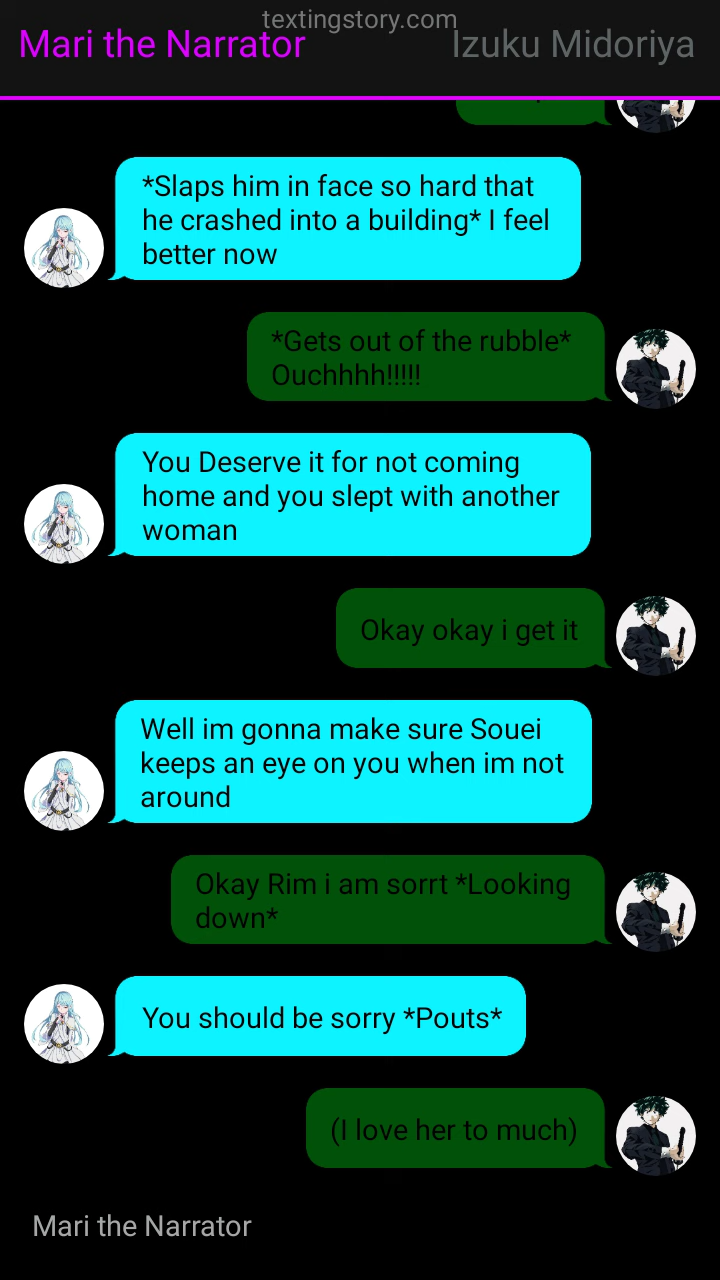 textingstory.com
Mari the Narrator
Izuku Midoriya
*Slaps him in face so hard that
he crashed into a building* I feel
better now
*Gets out of the rubble*
Ouchhhh!!!!!
You Deserve it for not coming
home and you slept with another
woman
Okay okay i get it
Well im gonna make sure Souei
keeps an eye on you when im not
around
Okay Rim i am sorrt *Looking
down*
You should be sorry *Pouts*
(I love her to much)
Mari the Narrator